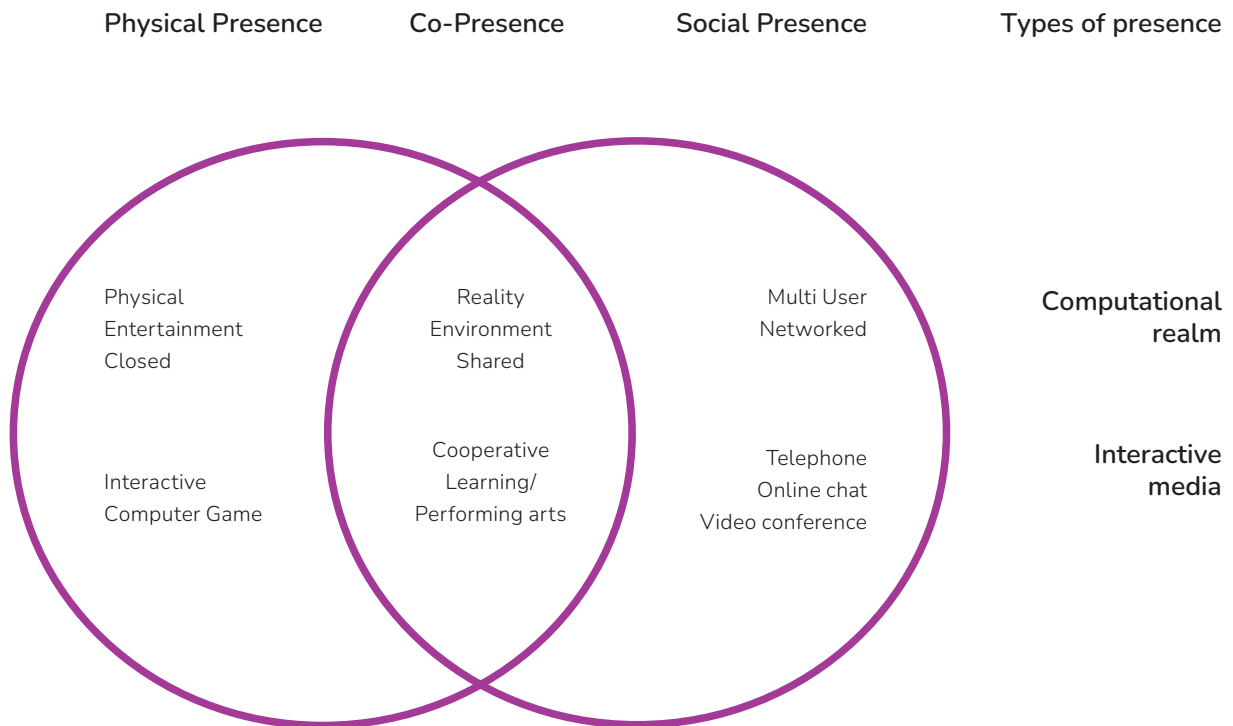 Physical Presence
Co-Presence
Social Presence
Types of presence
Physical
Entertainment
Closed
Reality
Environment
Shared
Multi User
Networked
Computational
realm
Interactive
Computer Game
Cooperative
Learning/
Performing arts
Telephone
Online chat
Video conference
Interactive
media